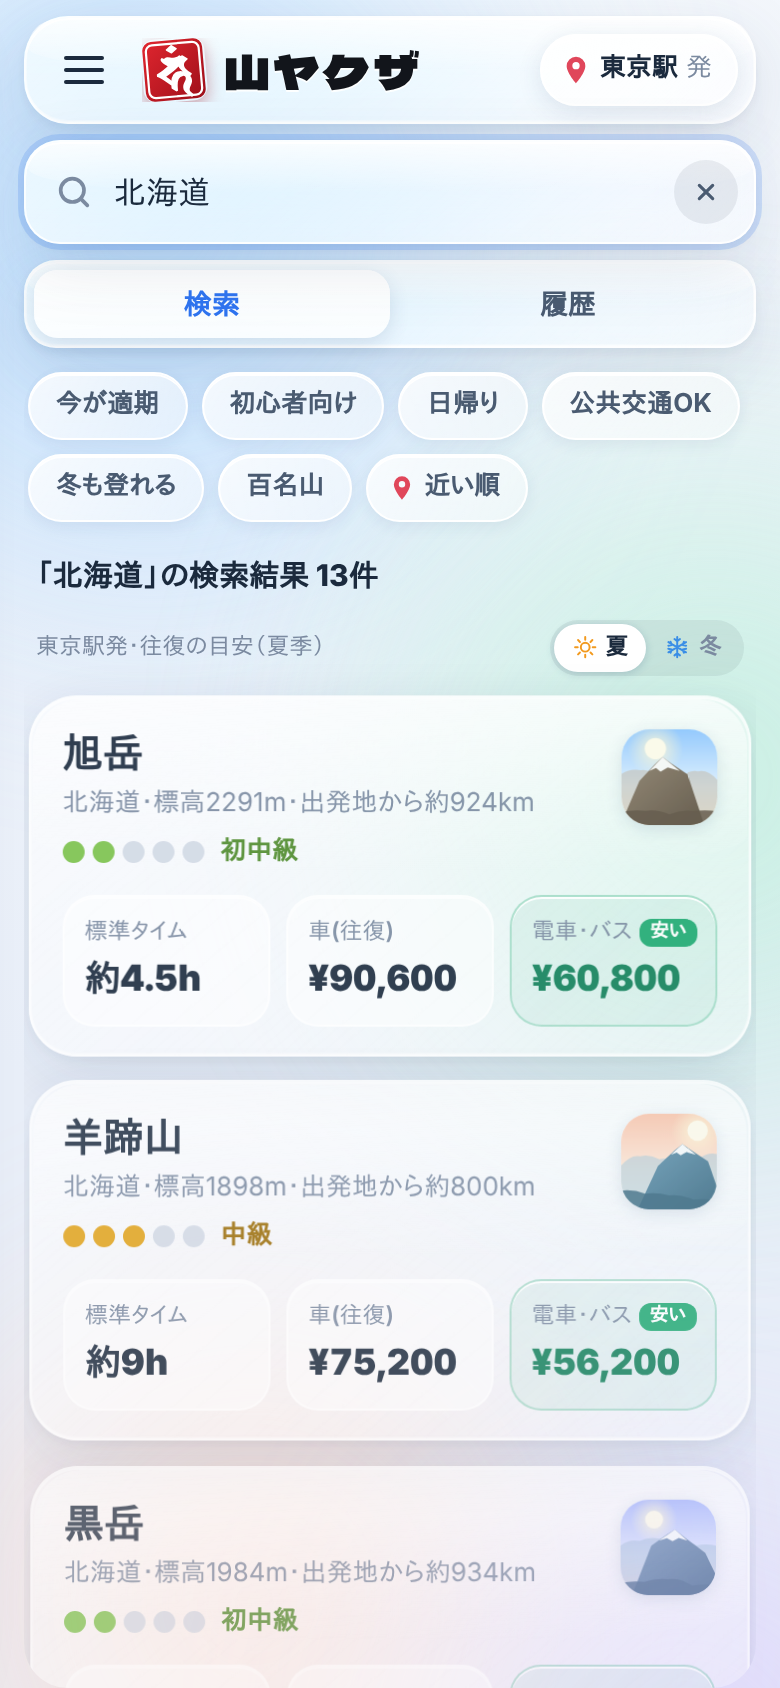 山ヤクザ
東京駅 発
北海道
検索 履歴
今が適期 初心者向け 日帰り 公共交通OK
冬も登れる 百名山 近い順
「北海道」の検索結果 13件
東京駅発·往復の目安(夏季) 夏 冬
旭岳
北海道·標高2291m·出発地から約924km
初中級
標準タイム 車(往復) 電車·バス 安い
約4.5h ¥90,600 ¥60,800
羊蹄山
北海道·標高1898m·出発地から約800km
中級
標準タイム 車(往復) 電車·バス 安い
約9h ¥75,200 ¥56,200
黒岳
北海道·標高1984m·出発地から約934km
初中級